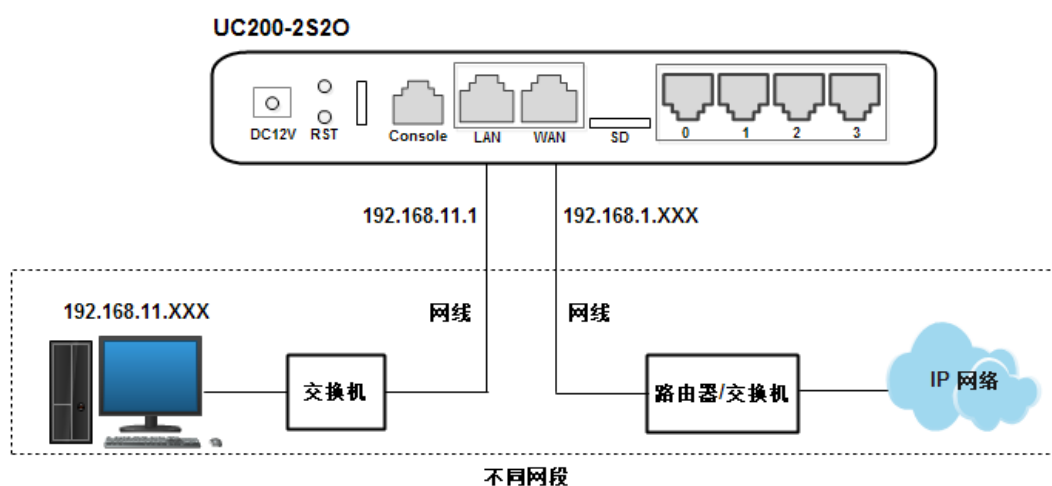 UC200-2S2O
DC12V
RST
Console
LAN
WAN
SD
0
1
2
3
192.168.11.1
192.168.1.XXX
192.168.11.XXX
网线
网线
交换机
路由器/交换机
IP 网络
不同网段